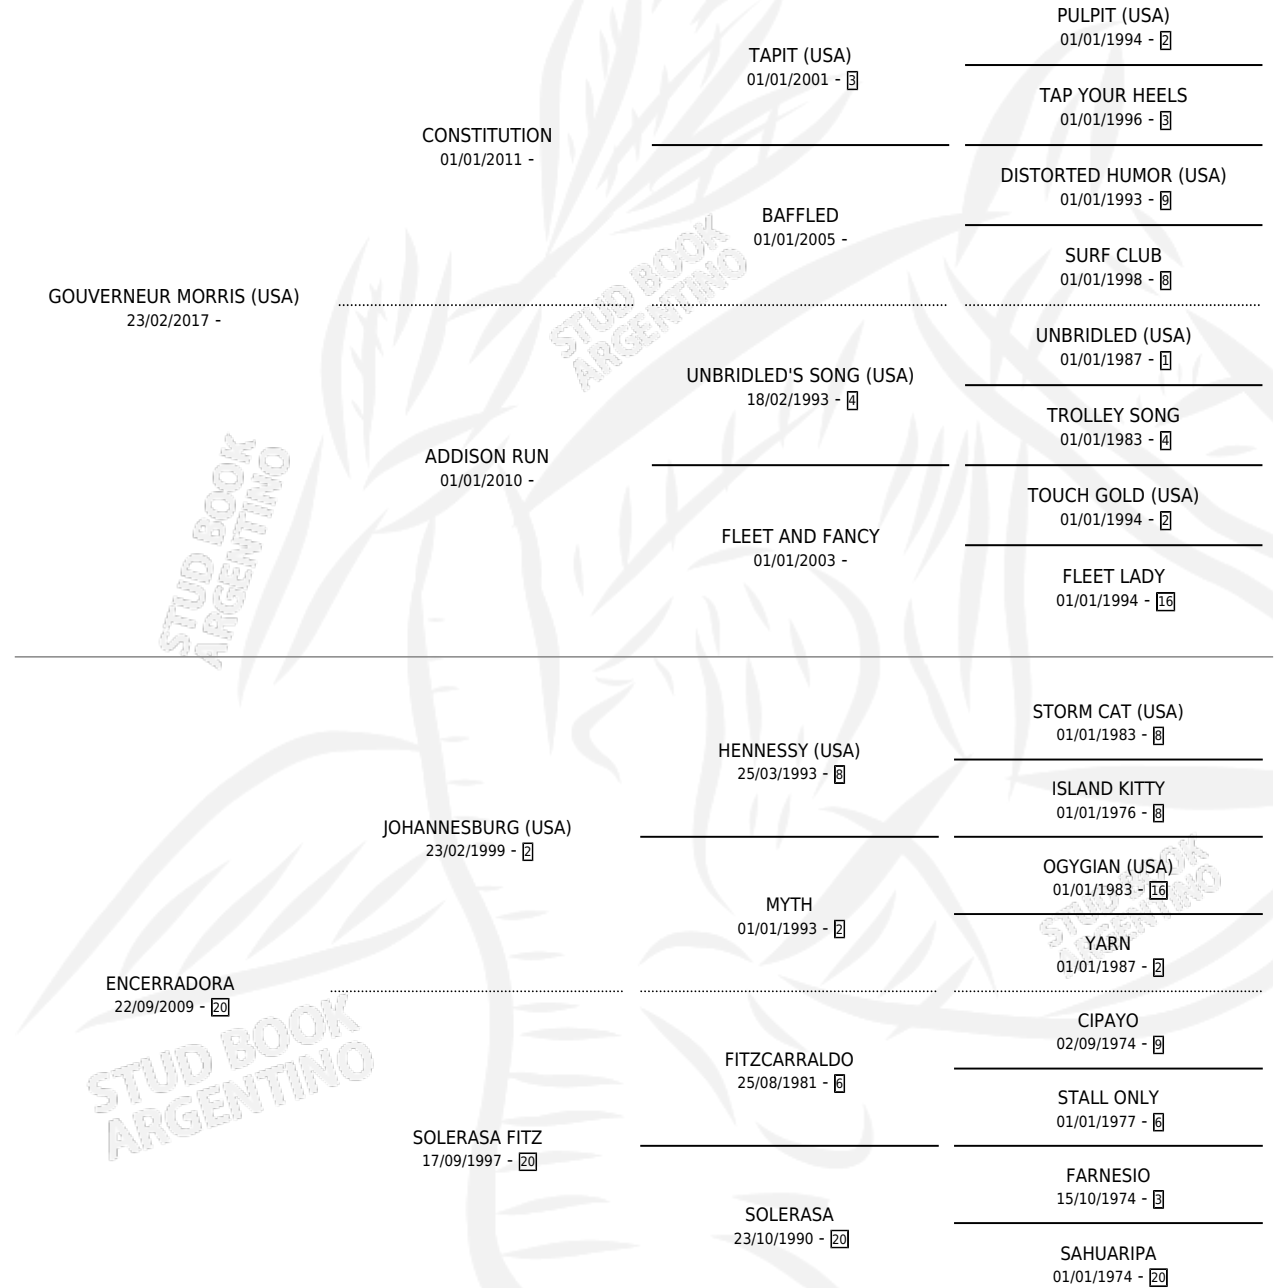 PULPIT (USA)
01/01/1994 - 2
TAPIT (USA)
01/01/2001 - 3
TAP YOUR HEELS
01/01/1996 - 3
CONSTITUTION
01/01/2011 -
DISTORTED HUMOR (USA)
01/01/1993 - 9
BAFFLED
01/01/2005 -
SURF CLUB
01/01/1998 - 8
GOUVERNEUR MORRIS (USA)
23/02/2017 -
UNBRIDLED (USA)
01/01/1987 - 1
UNBRIDLED'S SONG (USA)
18/02/1993 - 4
TROLLEY SONG
01/01/1983 - 4
ADDISON RUN
01/01/2010 -
TOUCH GOLD (USA)
01/01/1994 - 2
FLEET AND FANCY
01/01/2003 -
FLEET LADY
01/01/1994 - 16
STORM CAT (USA)
01/01/1983 - 8
HENNESSY (USA)
25/03/1993 - 8
ISLAND KITTY
01/01/1976 - 8
JOHANNESBURG (USA)
23/02/1999 - 2
OGYGIAN (USA)
01/01/1983 - 16
MYTH
01/01/1993 - 2
YARN
01/01/1987 - 2
ENCERRADORA
22/09/2009 - 20
CIPAYO
02/09/1974 - 9
FITZCARRALDO
25/08/1981 - 6
STALL ONLY
01/01/1977 - 6
SOLERASA FITZ
17/09/1997 - 20
FARNESIO
15/10/1974 - 3
SOLERASA
23/10/1990 - 20
SAHUARIPA
01/01/1974 - 20
STUD BOOK
ARGENTINO
STUD BOOK
ARGENTINO
STUD BOOK
ARGENTINO
STUD BOOK
ARGENTINO